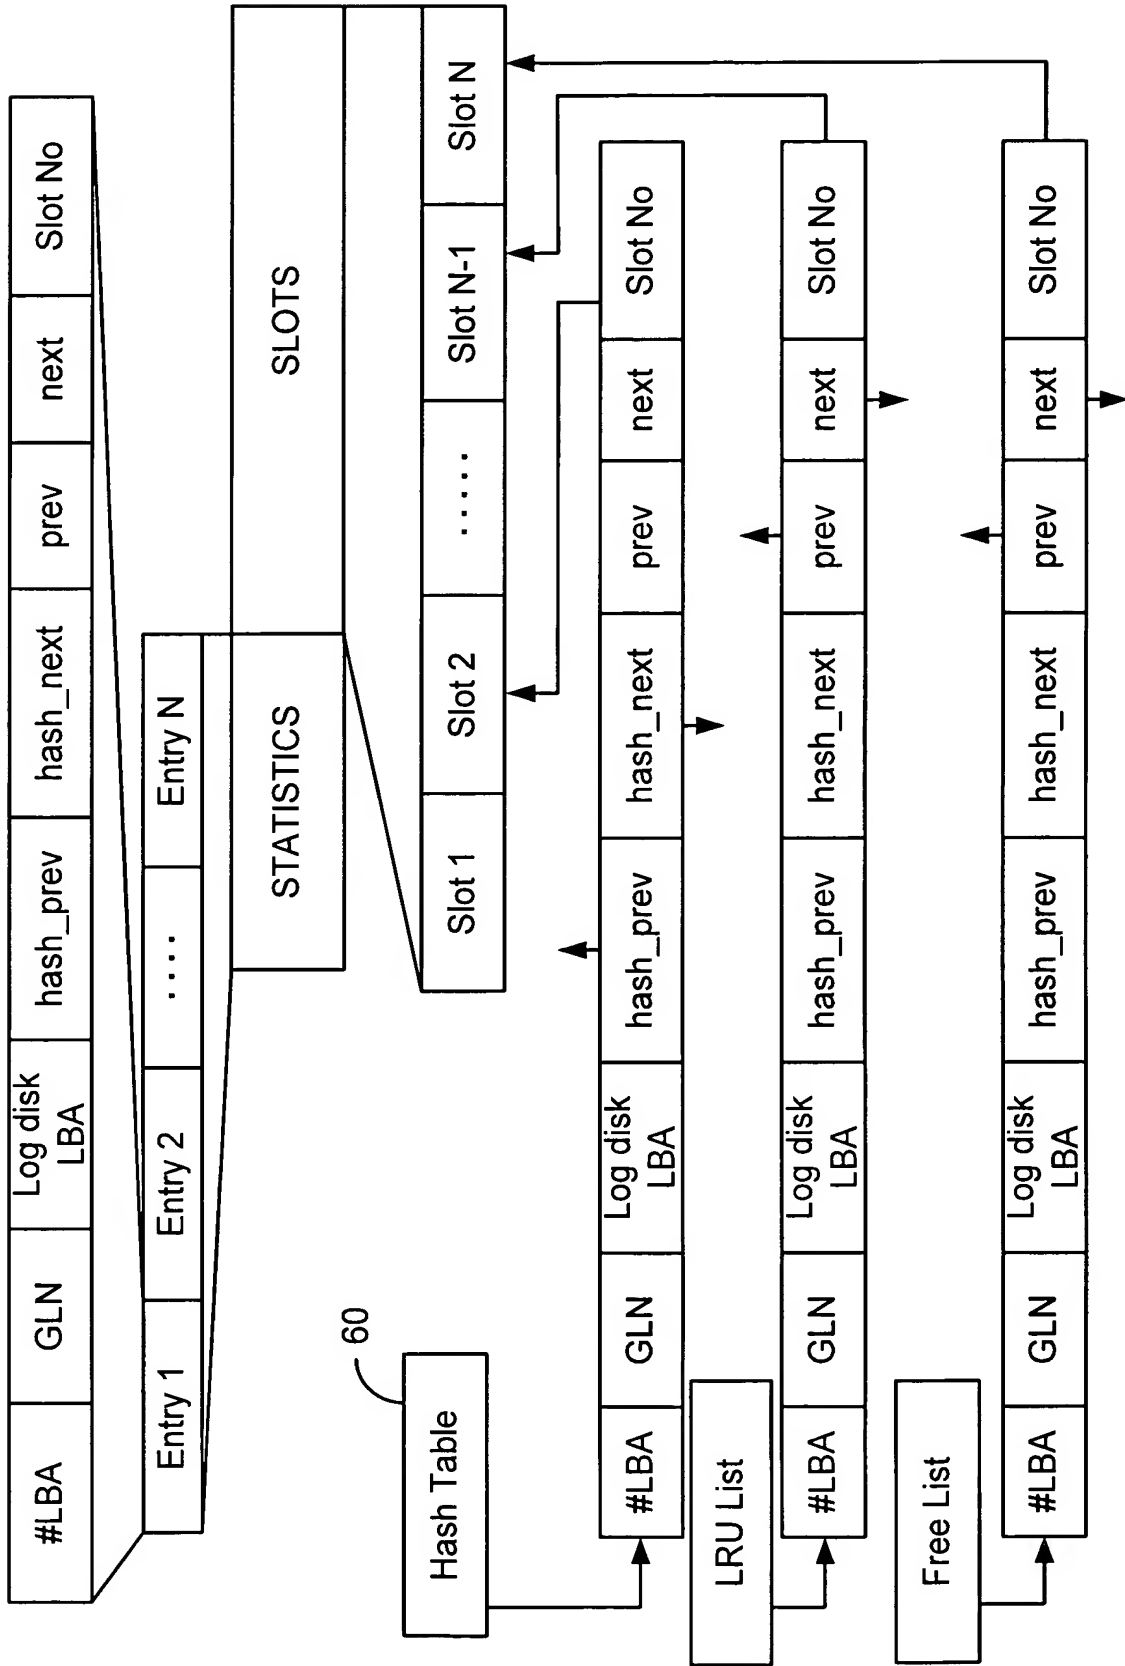 #LBA
GLN
Log disk
LBA
hash_prev
hash_next
prev
next
Slot No
Entry 1
Entry 2
....
Entry N
STATISTICS
SLOTS
Slot 1
Slot 2
.....
Slot N-1
Slot N
Hash Table
60
#LBA
GLN
Log disk
LBA
hash_prev
hash_next
prev
next
Slot No
LRU List
#LBA
GLN
Log disk
LBA
hash_prev
hash_next
prev
next
Slot No
Free List
#LBA
GLN
Log disk
LBA
hash_prev
hash_next
prev
next
Slot No